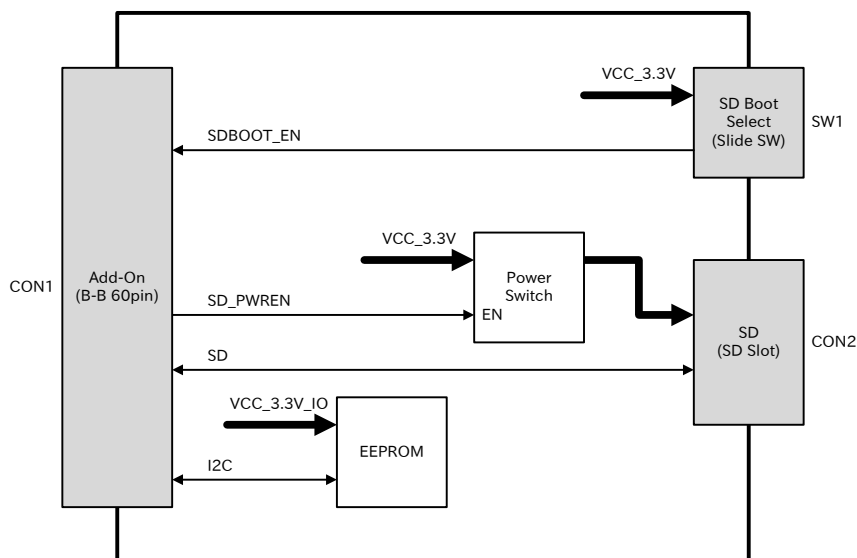 VCC_3.3V
SD Boot
Select
(Slide SW)
SW1
SDBOOT_EN
VCC_3.3V
Power
Switch
EN
CON1
Add-On
(B-B 60pin)
SD_PWREN
SD
(SD Slot)
CON2
SD
VCC_3.3V_IO
EEPROM
I2C